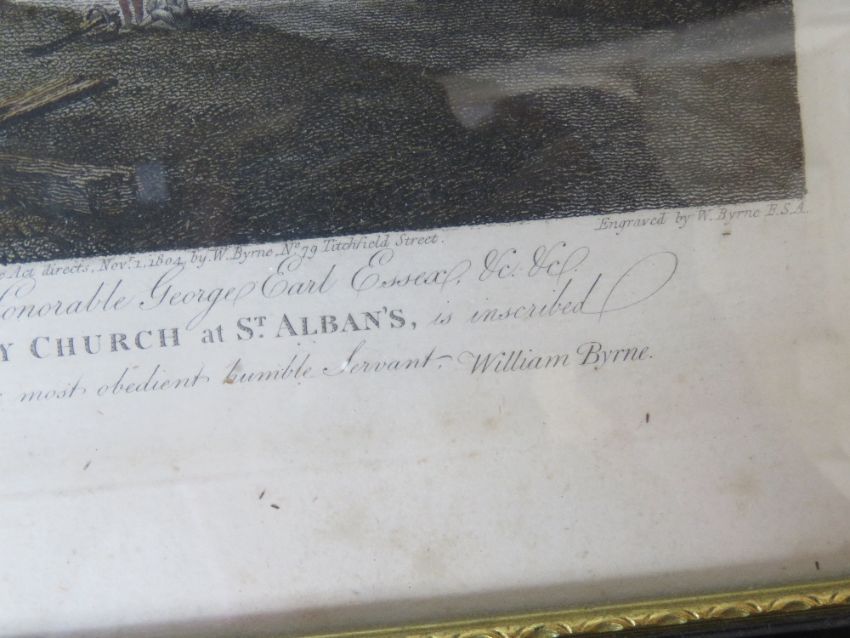 Act directs, Novr. 1, 1804, by W. Byrne, No. 79 Titchfield Street.
Engraved by W. Byrne F.S.A.
Honorable George Earl Essex, &c. &c.
Y CHURCH at ST. ALBAN'S, is inscribed
most obedient humble Servant - William Byrne.